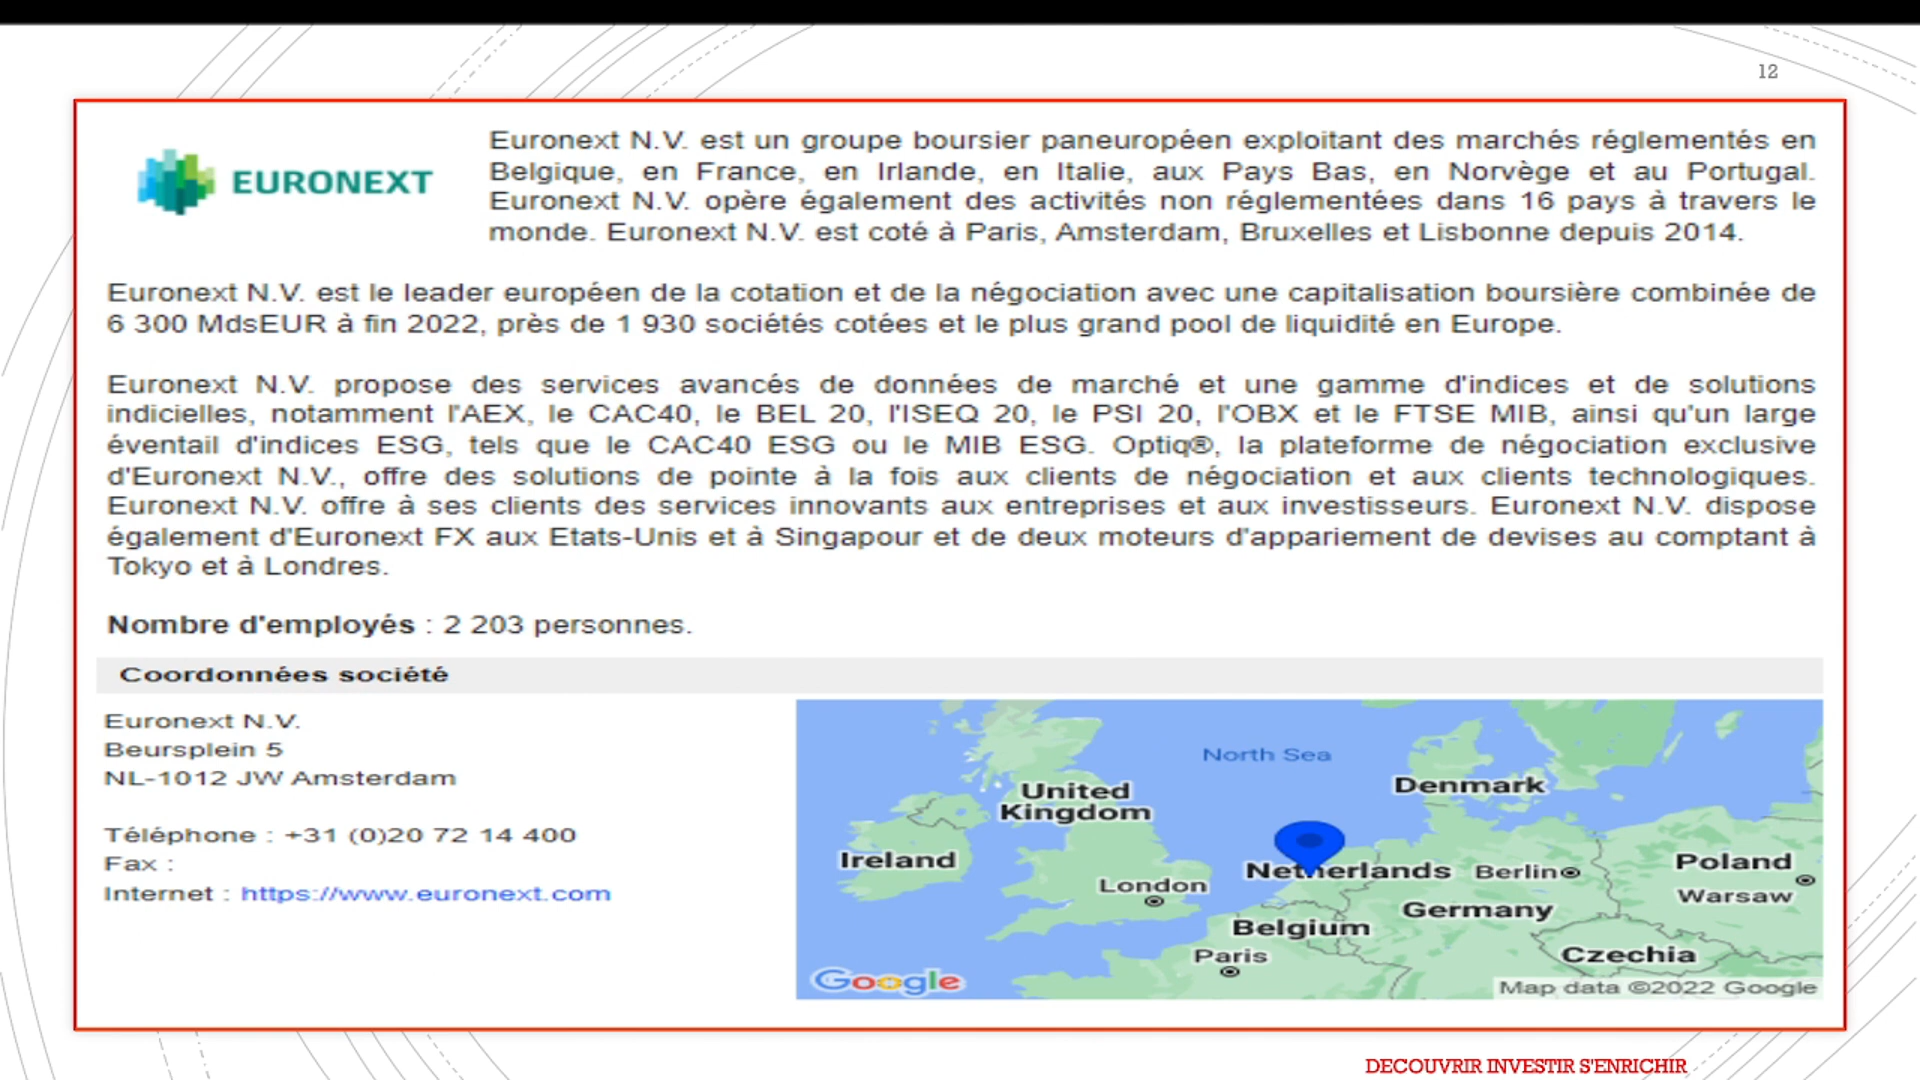 12
EURONEXT
Euronext N.V. est un groupe boursier paneuropéen exploitant des marchés réglementés en
Belgique, en France, en Irlande, en Italie, aux Pays Bas, en Norvège et au Portugal.
Euronext N.V. opère également des activités non réglementées dans 16 pays à travers le
monde. Euronext N.V. est coté à Paris, Amsterdam, Bruxelles et Lisbonne depuis 2014.
Euronext N.V. est le leader européen de la cotation et de la négociation avec une capitalisation boursière combinée de
6 300 MdsEUR à fin 2022, près de 1 930 sociétés cotées et le plus grand pool de liquidité en Europe.
Euronext N.V. propose des services avancés de données de marché et une gamme d'indices et de solutions
indicielles, notamment l'AEX, le CAC40, le BEL 20, l'ISEQ 20, le PSI 20, l'OBX et le FTSE MIB, ainsi qu'un large
éventail d'indices ESG, tels que le CAC40 ESG ou le MIB ESG. Optiq®, la plateforme de négociation exclusive
d'Euronext N.V., offre des solutions de pointe à la fois aux clients de négociation et aux clients technologiques.
Euronext N.V. offre à ses clients des services innovants aux entreprises et aux investisseurs. Euronext N.V. dispose
également d'Euronext FX aux Etats-Unis et à Singapour et de deux moteurs d'appariement de devises au comptant à
Tokyo et à Londres.
Nombre d'employés : 2 203 personnes.
Coordonnées société
Euronext N.V.
Beursplein 5
NL-1012 JW Amsterdam
Téléphone : +31 (0)20 72 14 400
Fax :
Internet : https://www.euronext.com
North Sea
Denmark
United
Kingdom
Ireland
Netherlands
Berlin
Poland
London
Warsaw
Germany
Belgium
Paris
Czechia
Google
Map data ©2022 Google
DECOUVRIR INVESTIR S'ENRICHIR